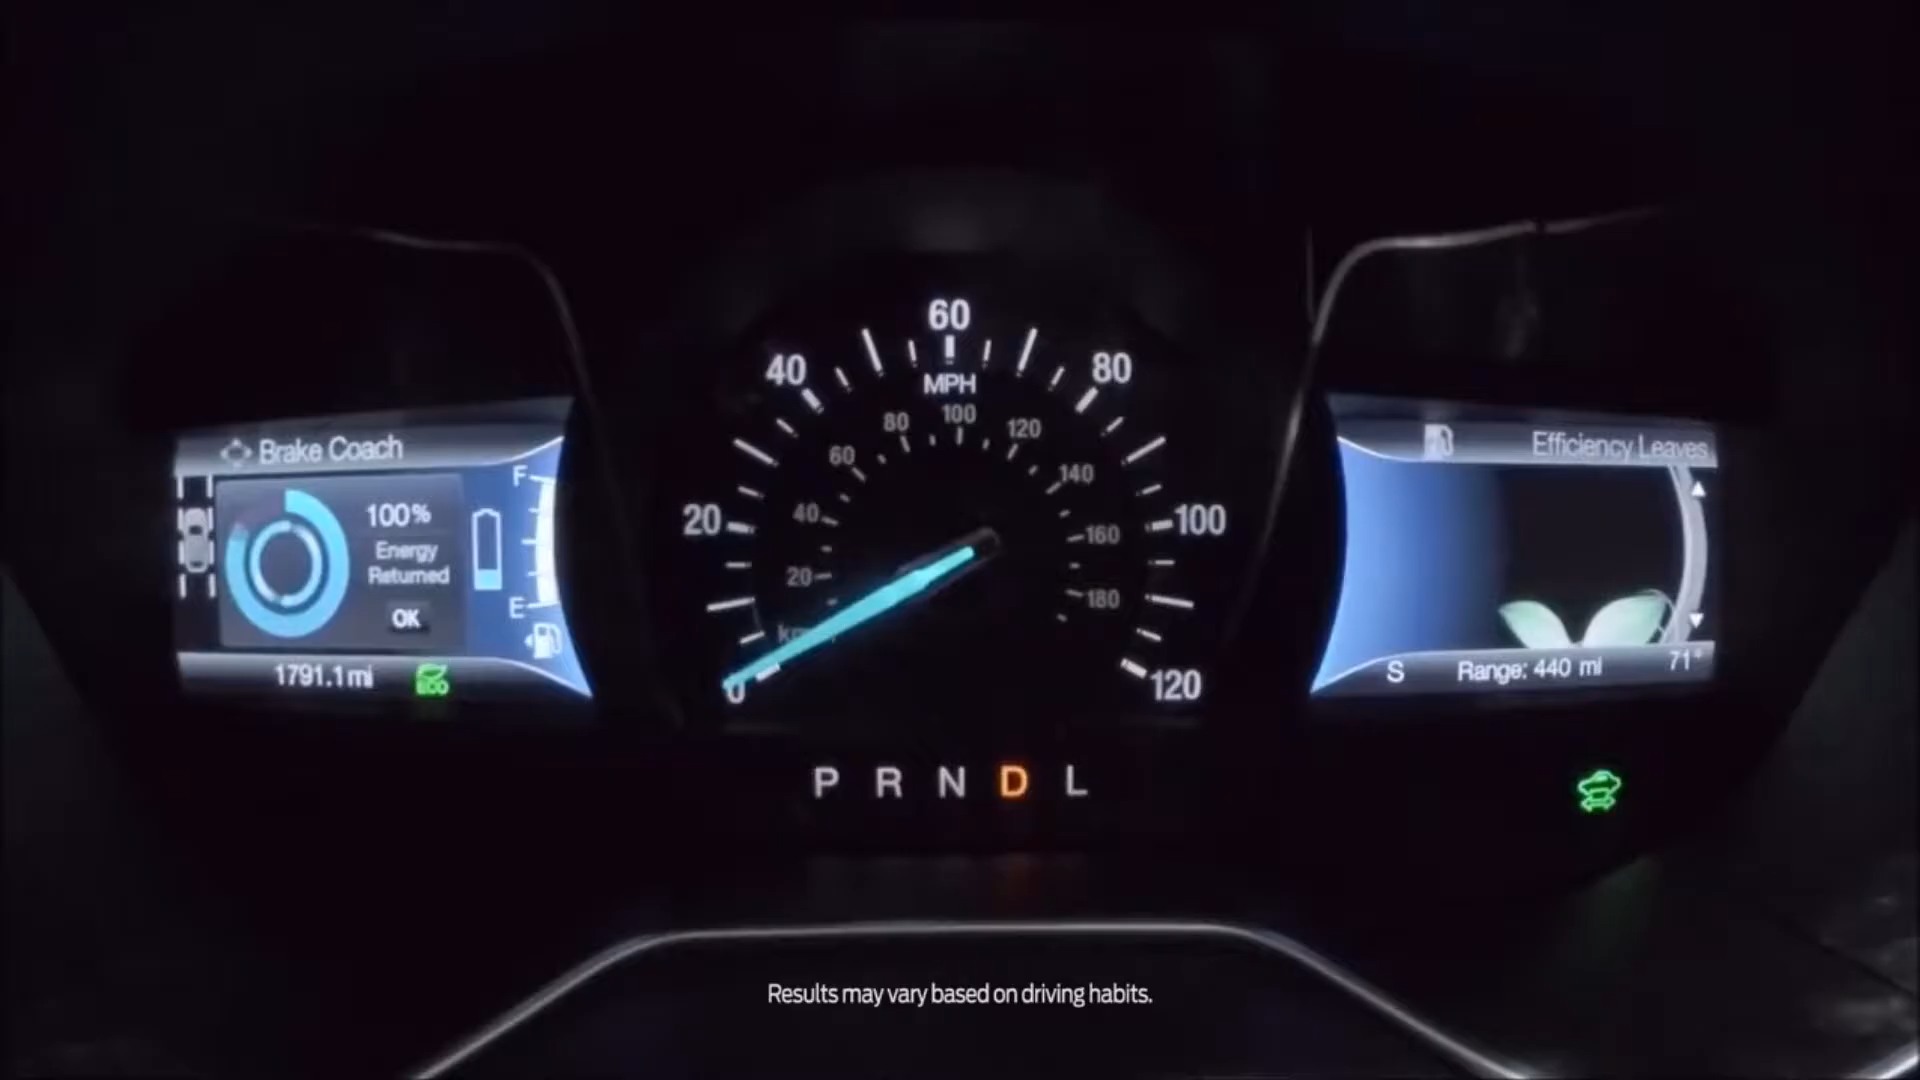 Brake Coach
100%
Energy
Returned
OK
F
E
1791.1 mi
ECO
0
20
40
60
80
100
120
MPH
20
40
60
80
100
120
140
160
180
P R N D L
Efficiency Leaves
S
Range: 440 mi
71°
Results may vary based on driving habits.